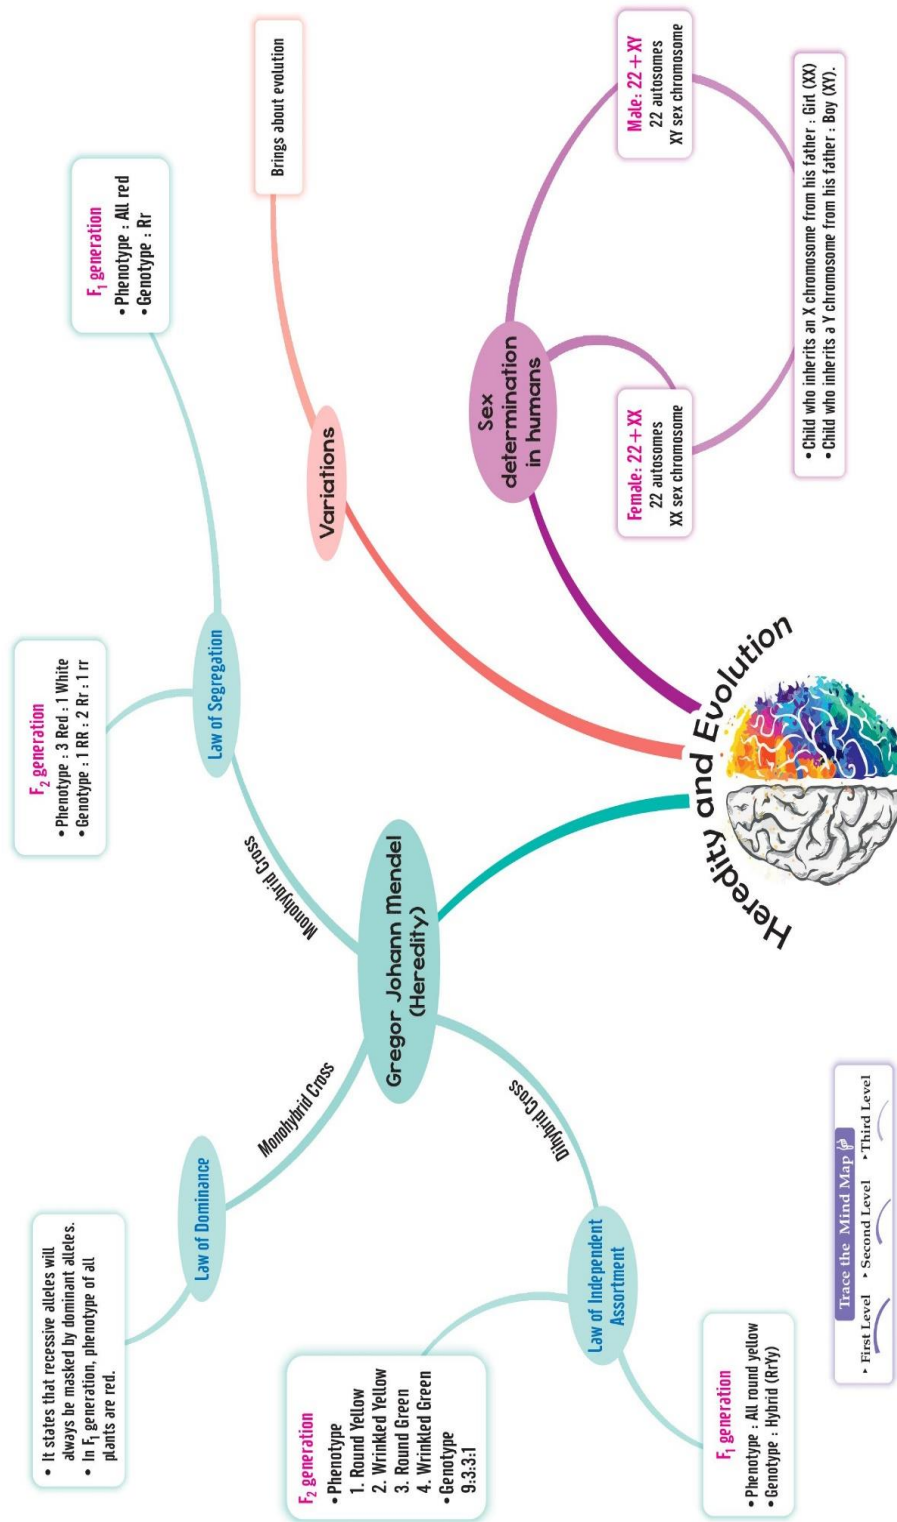 Heredity and Evolution
Gregor Johann Mendel
(Heredity)
Monohybrid Cross
Law of Dominance
• It states that recessive alleles will
always be masked by dominant alleles.
• In F₁ generation, phenotype of all
plants are red.
Monohybrid Cross
Law of Segregation
F₂ generation
• Phenotype : 3 Red : 1 White
• Genotype : 1 RR : 2 Rr : 1 rr
F₁ generation
• Phenotype : All red
• Genotype : Rr
Dihybrid Cross
Law of Independent
Assortment
F₂ generation
• Phenotype
1. Round Yellow
2. Wrinkled Yellow
3. Round Green
4. Wrinkled Green
• Genotype
9:3:3:1
F₁ generation
• Phenotype : All round yellow
• Genotype : Hybrid (RrYy)
Variations
Brings about evolution
Sex
determination
in humans
Female: 22 + XX
22 autosomes
XX sex chromosome
Male: 22 + XY
22 autosomes
XY sex chromosome
• Child who inherits an X chromosome from his father : Girl (XX)
• Child who inherits a Y chromosome from his father : Boy (XY).
Trace the Mind Map
▸ First Level ▸ Second Level ▸ Third Level